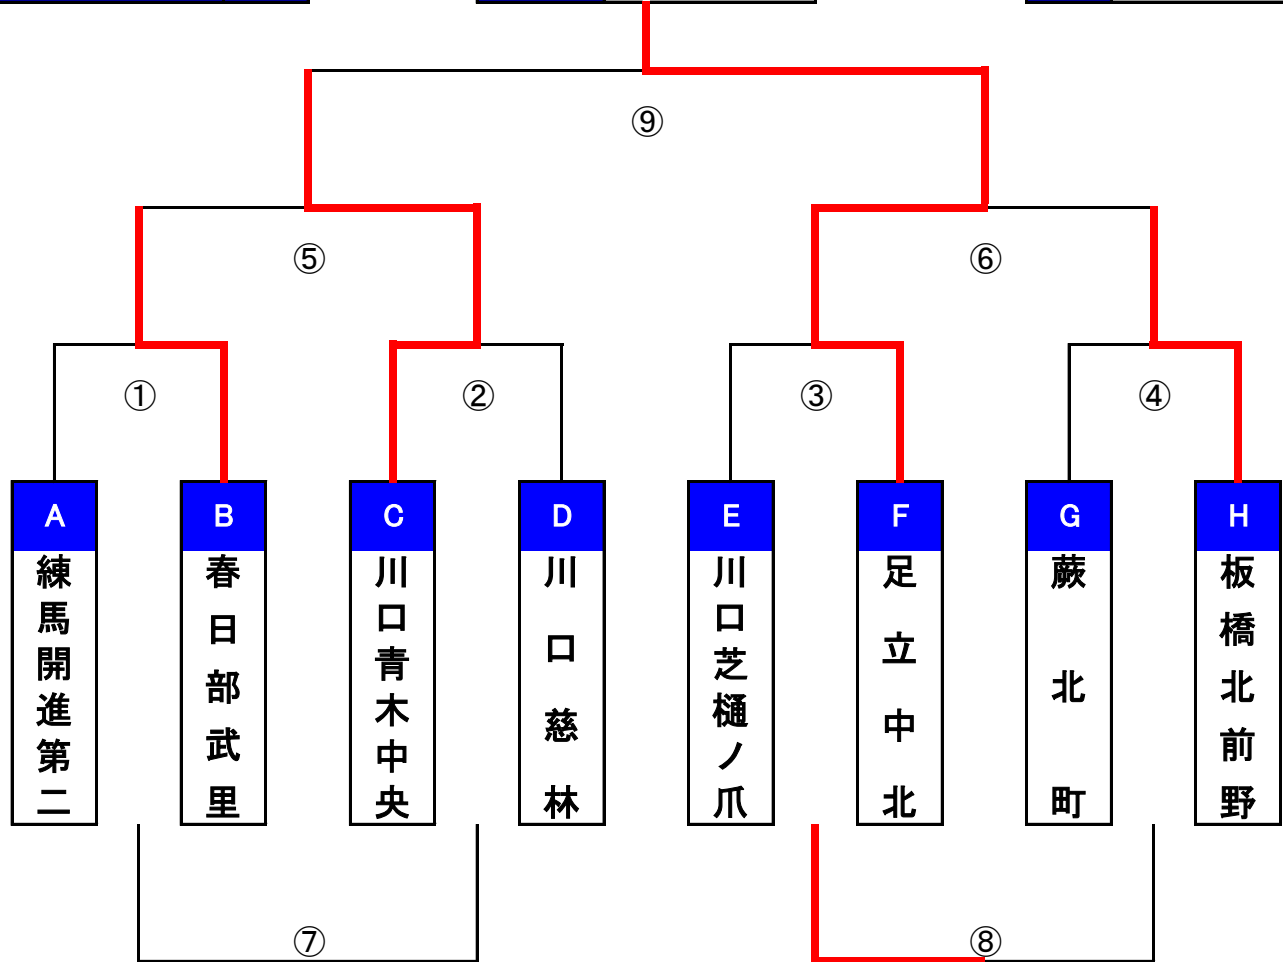 ⑨
⑤
⑥
①
②
③
④
A
B
C
D
E
F
G
H
練馬開進第二
春日部武里
川口青木中央
川口慈林
川口芝樋ノ爪
足立中北
蕨北町
板橋北前野
⑦
⑧